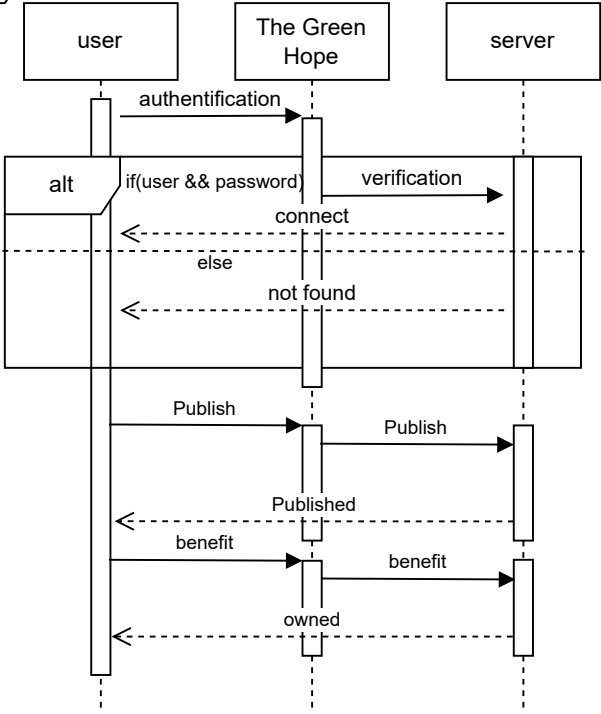 user
The Green
Hope
server
authentification
alt
if(user && password)
verification
connect
else
not found
Publish
Publish
Published
benefit
benefit
owned